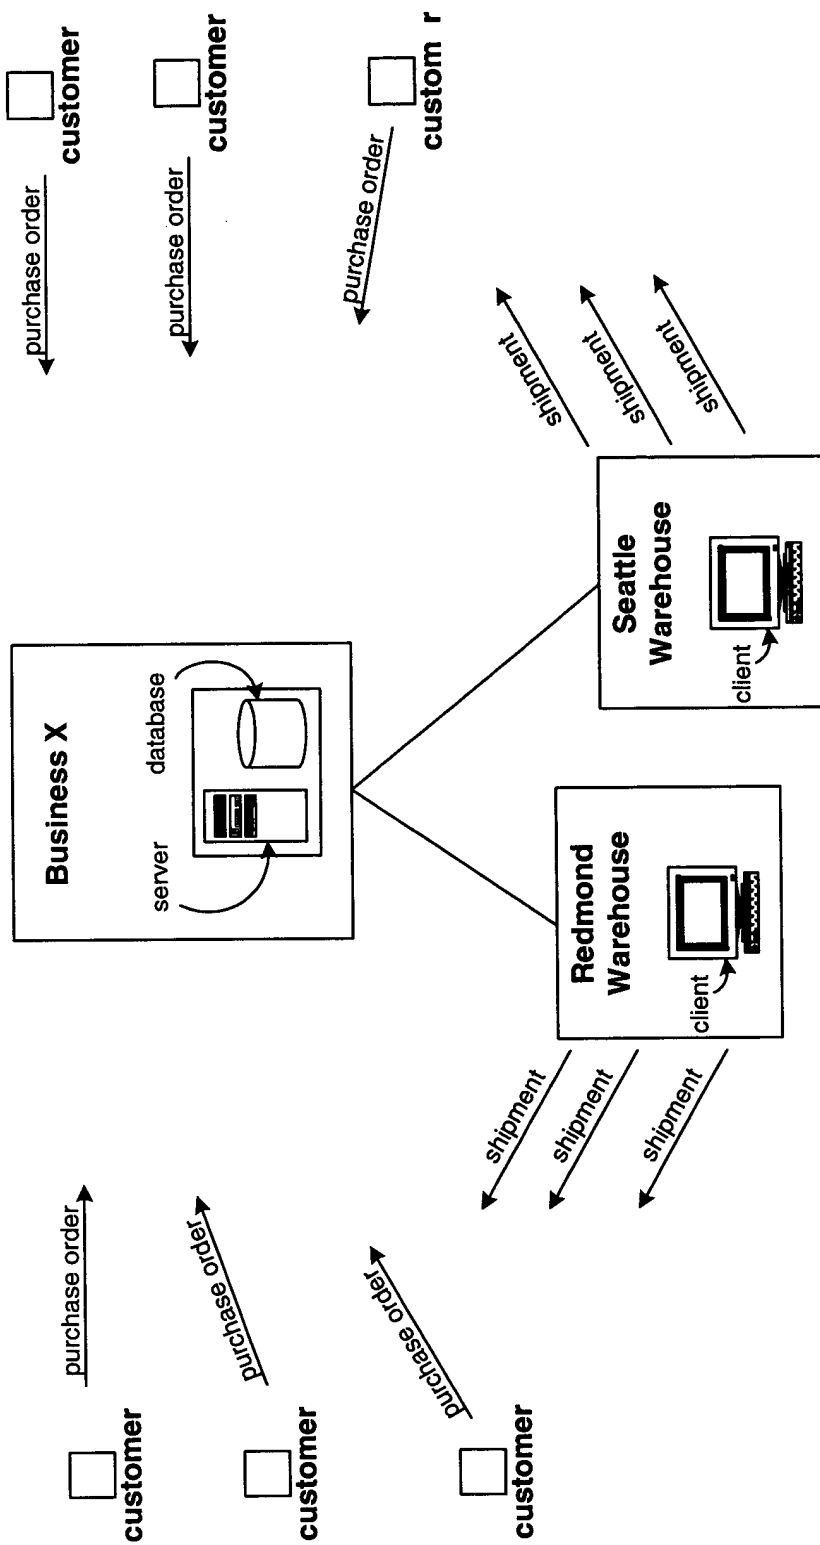 Business X
server
database
customer
purchase order
customer
purchase order
customer
purchase order
purchase order
customer
purchase order
customer
purchase order
custom r
Redmond
Warehouse
client
shipment
shipment
shipment
Seattle
Warehouse
client
shipment
shipment
shipment